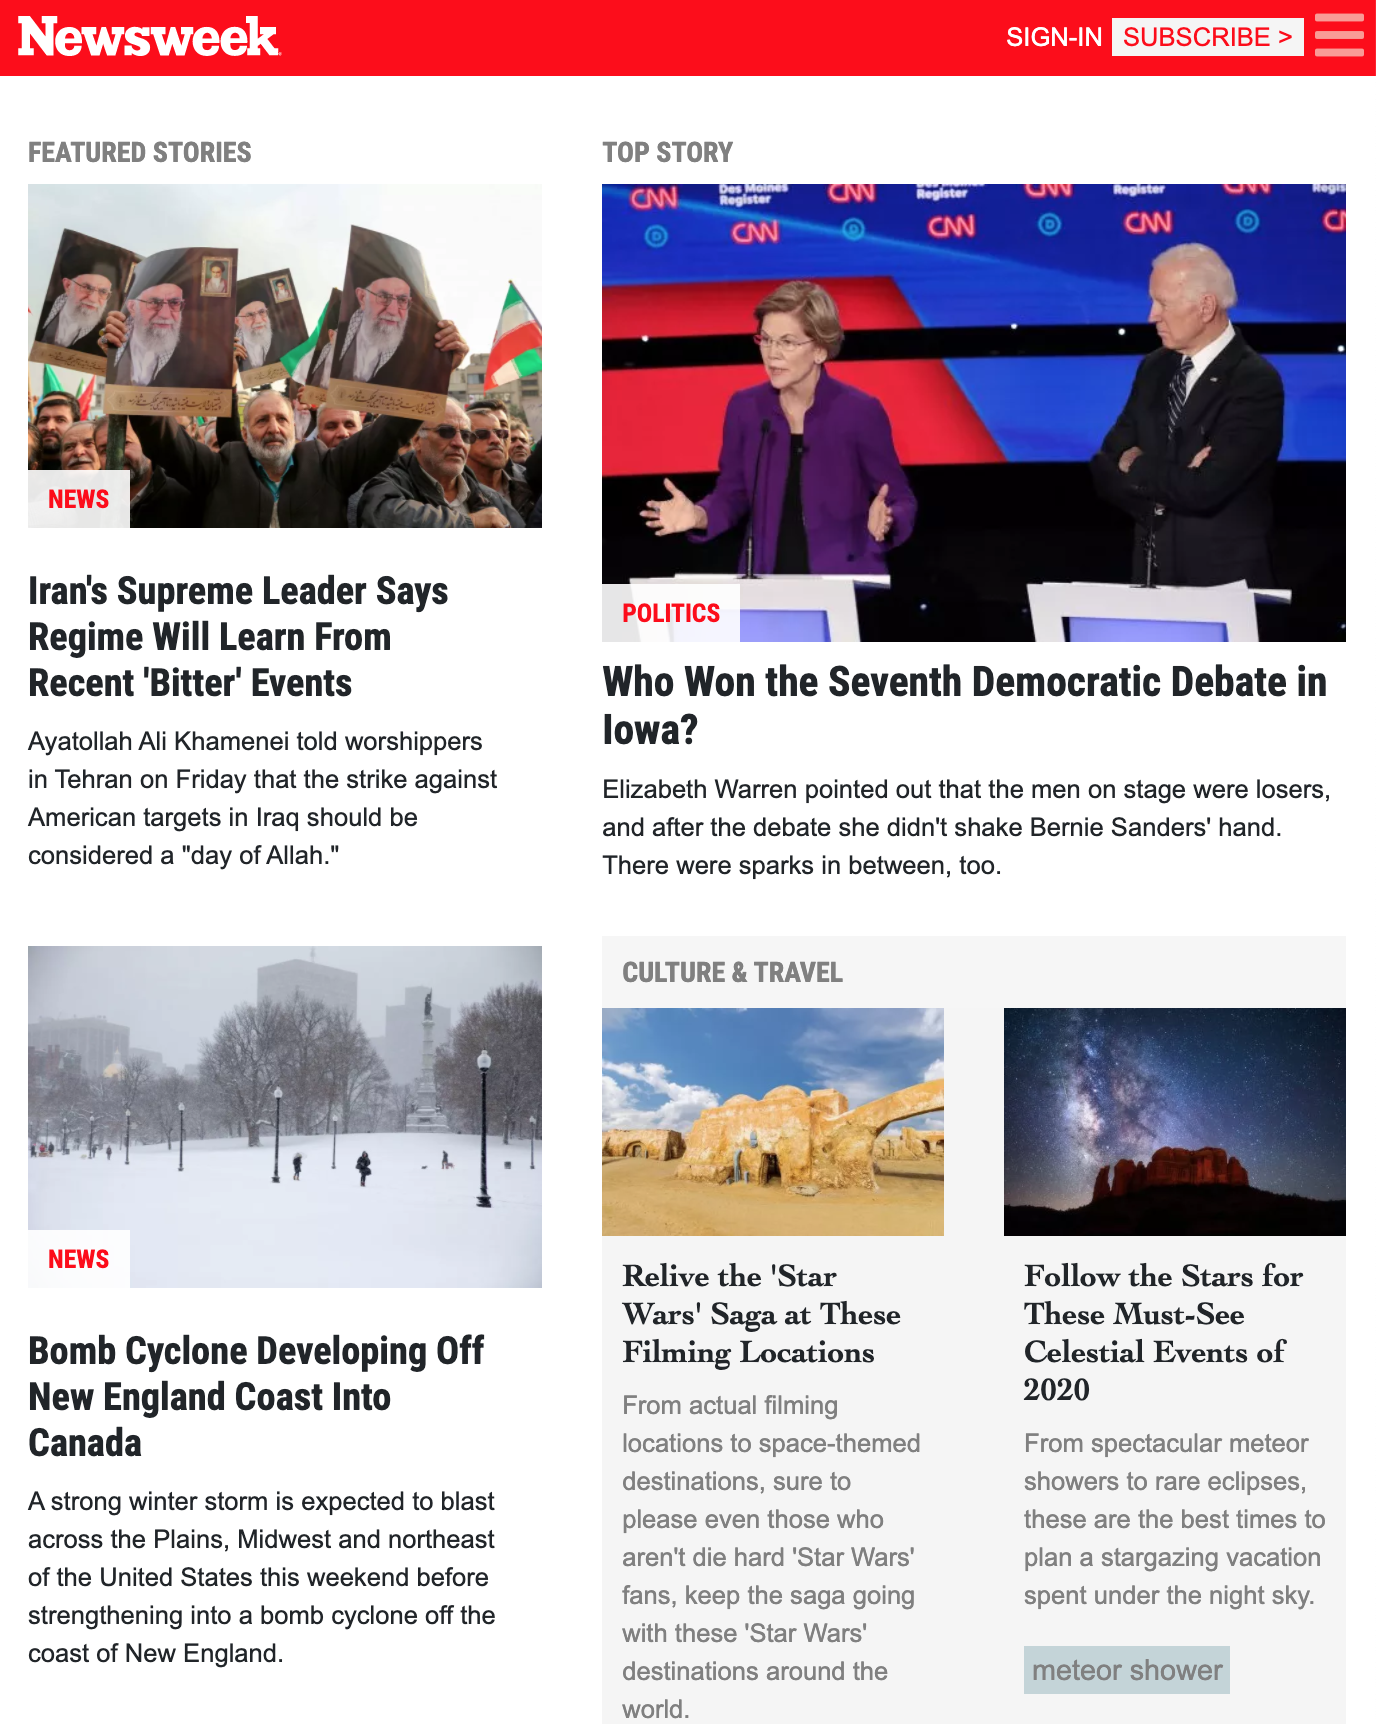 Newsweek
SIGN-IN
SUBSCRIBE >
FEATURED STORIES
NEWS
Iran's Supreme Leader Says
Regime Will Learn From
Recent 'Bitter' Events
Ayatollah Ali Khamenei told worshippers
in Tehran on Friday that the strike against
American targets in Iraq should be
considered a "day of Allah."
NEWS
Bomb Cyclone Developing Off
New England Coast Into
Canada
A strong winter storm is expected to blast
across the Plains, Midwest and northeast
of the United States this weekend before
strengthening into a bomb cyclone off the
coast of New England.
TOP STORY
CNN Des Moines CNN Des Moines CNN Register CNN
Register Register
CNN CNN CNN
POLITICS
Who Won the Seventh Democratic Debate in
Iowa?
Elizabeth Warren pointed out that the men on stage were losers,
and after the debate she didn't shake Bernie Sanders' hand.
There were sparks in between, too.
CULTURE & TRAVEL
Relive the 'Star
Wars' Saga at These
Filming Locations
From actual filming
locations to space-themed
destinations, sure to
please even those who
aren't die hard 'Star Wars'
fans, keep the saga going
with these 'Star Wars'
destinations around the
world.
Follow the Stars for
These Must-See
Celestial Events of
2020
From spectacular meteor
showers to rare eclipses,
these are the best times to
plan a stargazing vacation
spent under the night sky.
meteor shower